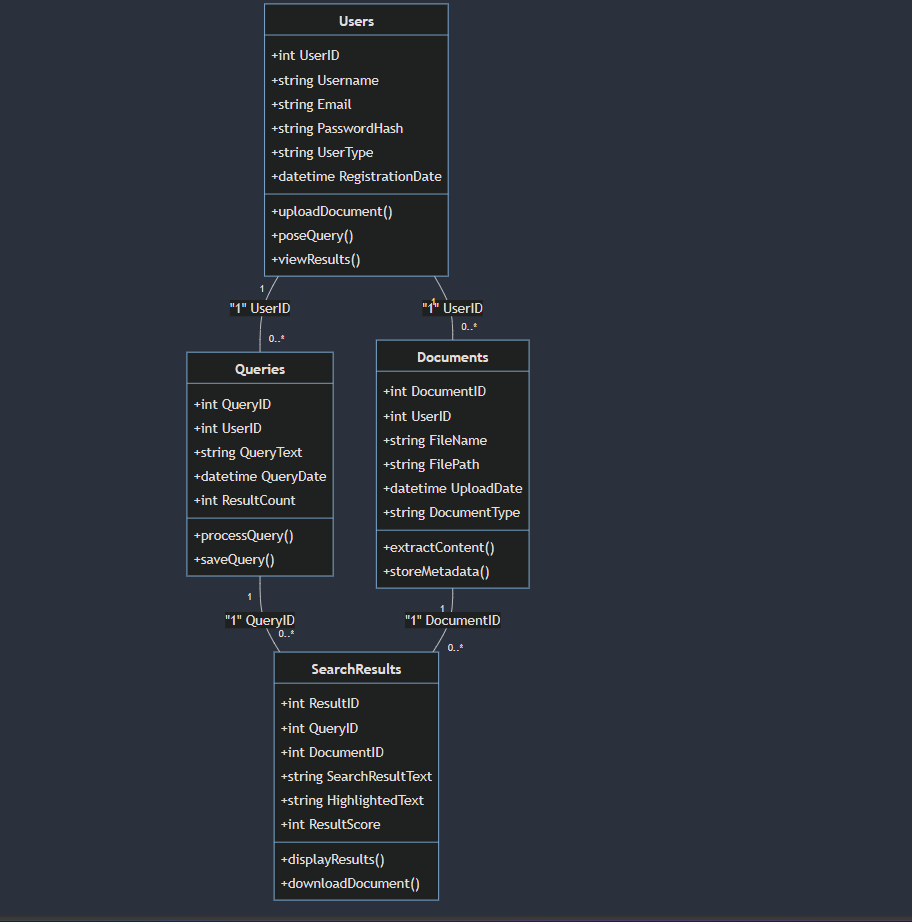 Users
+int UserID
+string Username
+string Email
+string PasswordHash
+string UserType
+datetime RegistrationDate
+uploadDocument()
+poseQuery()
+viewResults()
1
"1" UserID
0..*
1
"1" UserID
0..*
Queries
+int QueryID
+int UserID
+string QueryText
+datetime QueryDate
+int ResultCount
+processQuery()
+saveQuery()
Documents
+int DocumentID
+int UserID
+string FileName
+string FilePath
+datetime UploadDate
+string DocumentType
+extractContent()
+storeMetadata()
1
"1" QueryID
0..*
1
"1" DocumentID
0..*
SearchResults
+int ResultID
+int QueryID
+int DocumentID
+string SearchResultText
+string HighlightedText
+int ResultScore
+displayResults()
+downloadDocument()